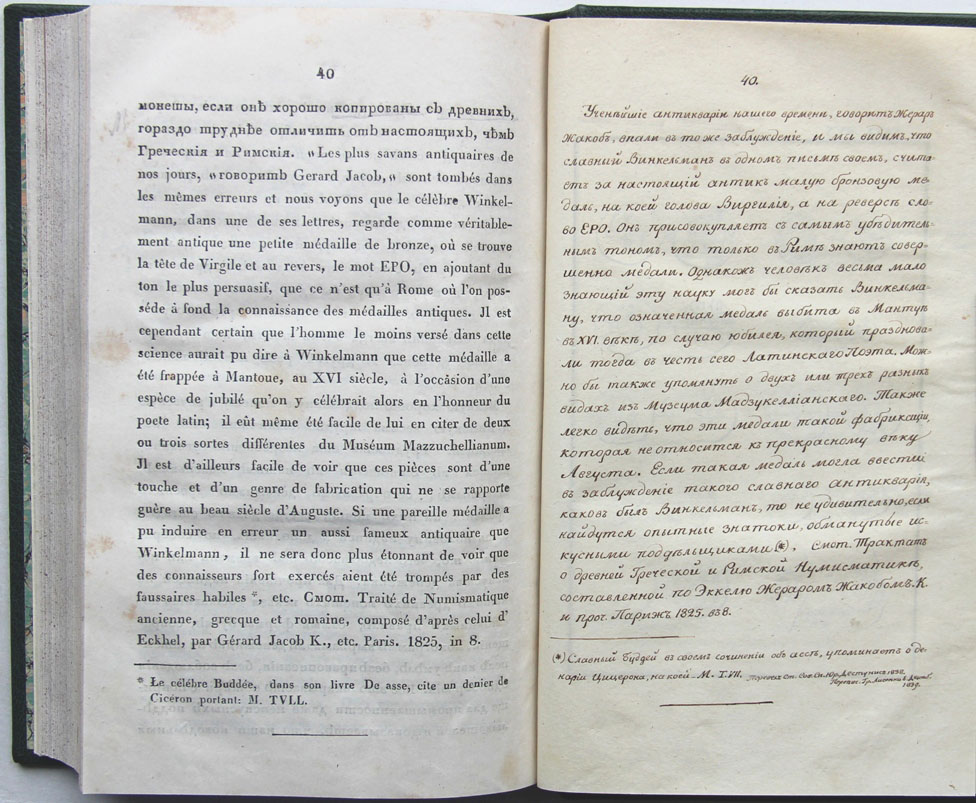 40
монеты, если онѣ хорошо копированы съ древнихъ,
гораздо труднѣе отличить отъ настоящихъ, чѣмъ
Греческія и Римскія. «Les plus savans antiquaires de
nos jours, «говоритъ Gerard Jacob,« sont tombés dans
les mêmes erreurs et nous voyons que le célèbre Winkel-
mann, dans une de ses lettres, regarde comme véritable-
ment antique une petite médaille de bronze, où se trouve
la tête de Virgile et au revers, le mot EPO, en ajoutant du
ton le plus persuasif, que ce n'est qu'à Rome où l'on pos-
séde à fond la connaissance des médailles antiques. Jl est
cependant certain que l'homme le moins versé dans cette
science aurait pu dire à Winkelmann que cette médaille a
été frappée à Mantoue, au XVI siècle, à l'occâsion d'une
espèce de jubilé qu'on y célébrait alors en l'honneur du
poete latin; il eût même été facile de lui en citer de deux
ou trois sortes différentes du Muséum Mazzuchellianum.
Jl est d'ailleurs facile de voir que ces pièces sont d'une
touche et d'un genre de fabrication qui ne se rapporte
guère au beau siècle d'Auguste. Si une pareille médaille a
pu induire en erreur un aussi fameux antiquaire que
Winkelmann, il ne sera donc plus étonnant de voir que
des connaisseurs fort exercés aient été trompés par des
faussaires habiles *, etc. Смот. Traité de Numismatique
ancienne, grecque et romaine, composé d'après celui d'
Eckhel, par Gérard Jacob K., etc. Paris. 1825, in 8.
* Le célébre Buddée, dans son livre De asse, cite un denier de
Cicéron portant: M. TVLL.
40.
Ученѣйшіе антикваріи нашего времени, говоритъ Жерар
Жакобъ, впали въ то же заблужденіе, и мы видимъ, что
славный Винкельман въ одномъ письмѣ своемъ, счита-
етъ за настоящій антикъ малую бронзовую ме-
даль, на коей голова Виргилія, а на реверсѣ сло-
во EPO. Онъ присовокупляетъ съ самымъ убѣдитель-
нымъ тономъ, что только въ Римѣ знаютъ совер-
шенно медали. Однакожъ человѣкъ весьма мало
знающій эту науку могъ бы сказать Винкельма-
ну, что означенная медаль выбита въ Мантуѣ
въ XVI. вѣкѣ, по случаю юбилея, который празднова-
ли тогда въ честь сего Латинскаго Поэта. Мож-
но бы также упомянуть о двухъ или трехъ разныхъ
видахъ изъ Музеума Мадзукелліанскаго. Также
легко видѣть, что эти медали такой фабрикаціи,
которая не относится къ прекрасному вѣку
Августа. Если такая медаль могла ввести
въ заблужденіе такого славнаго антикварія,
каковъ былъ Винкельманъ, то не удивительно, если
найдутся опытные знатоки, обманутые ис-
кусными поддѣльщиками (*). Смот. Трактатъ
о древней Греческой и Римской Нумисматикѣ,
составленной по Эккелю Жераромъ Жакобомъ. К.
и проч. Парижъ 1825. въ 8.
(*) Славный Буддей въ своемъ сочиненіи объ ассѣ, упоминаетъ о де-
наріи Цицерона, на коей – М. T.VII.
1839.